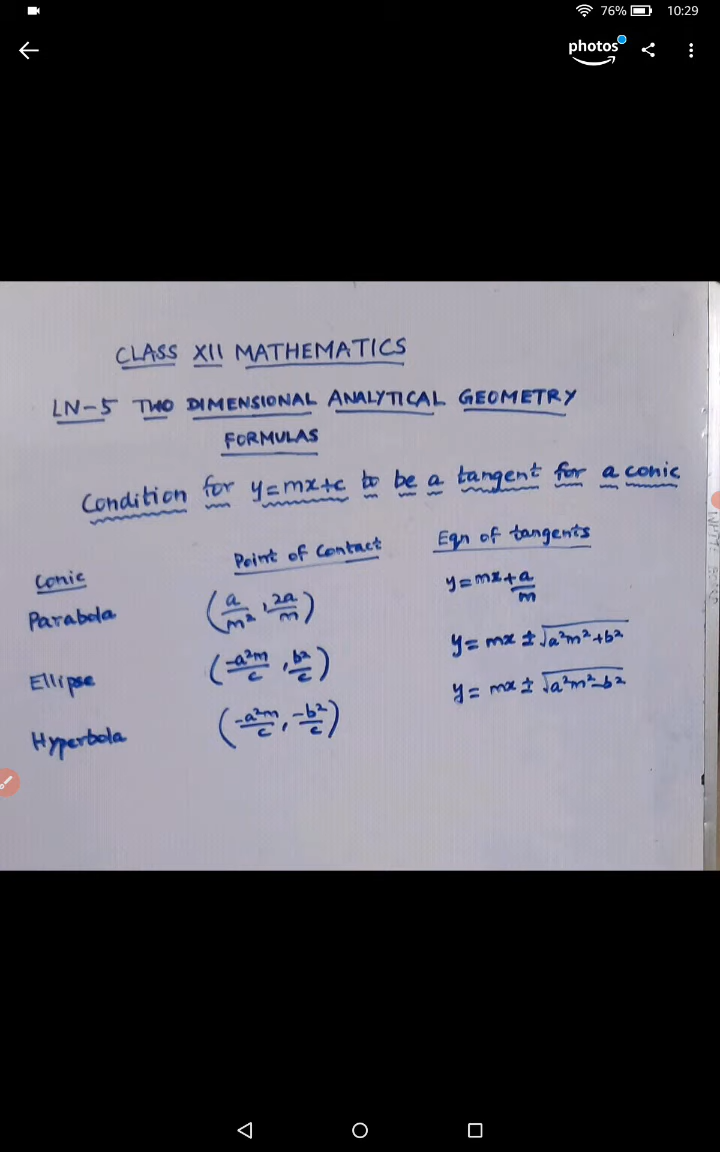 76% 10:29
photos
CLASS XII MATHEMATICS
LN-5 TWO DIMENSIONAL ANALYTICAL GEOMETRY
FORMULAS
Condition for y=mx+c to be a tangent for a conic
Conic Point of Contact Eqn of tangents
Parabola (a/m², 2a/m) y=mx+a/m
Ellipse (-a²m/c, b²/c) y=mx±√a²m²+b²
Hyperbola (-a²m/c, -b²/c) y=mx±√a²m²-b²